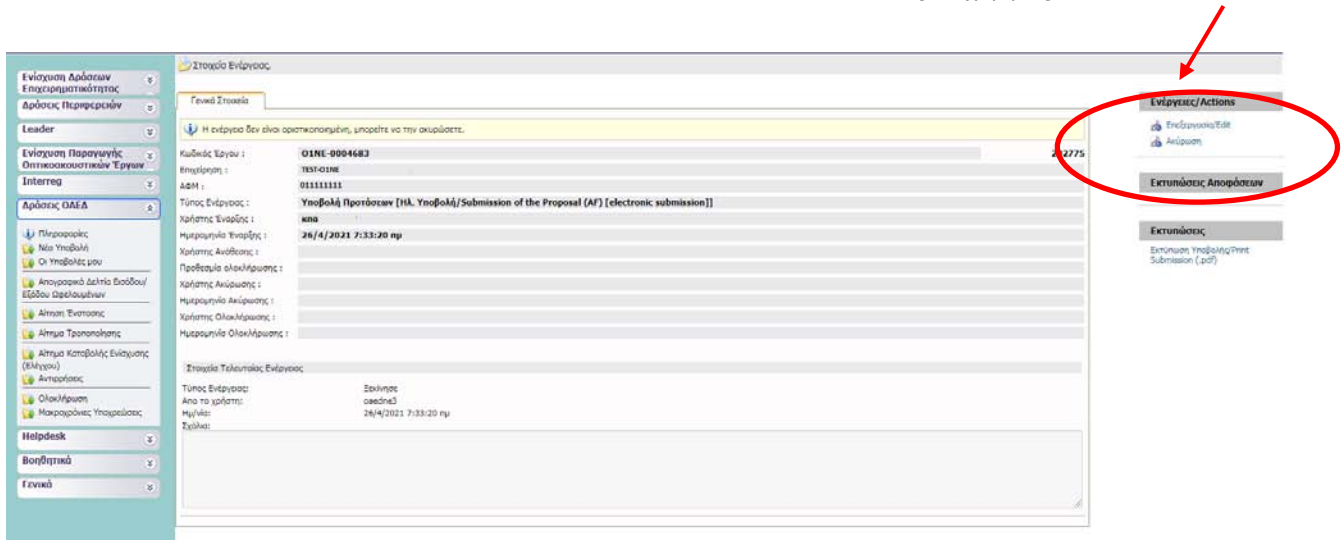 Στοιχεία Ενέργειας.
Ενίσχυση Δράσεων
Επιχειρηματικότητας
Δράσεις Περιφερειών
Leader
Ενίσχυση Παραγωγής
Οπτικοακουστικών Έργων
Interreg
Δράσεις ΟΑΕΔ
Πληροφορίες
Νέα Υποβολή
Οι Υποβολές μου
Απογραφικό Δελτίο Εισόδου/
Εξόδου Ωφελουμένων
Αίτηση Ένστασης
Αίτημα Τροποποίησης
Αίτημα Καταβολής Ενίσχυσης
(Ελέγχου)
Αντιρρήσεις
Ολοκλήρωση
Μακροχρόνιες Υποχρεώσεις
Helpdesk
Βοηθητικά
Γενικά
Γενικά Στοιχεία
Η ενέργεια δεν είναι οριστικοποιημένη, μπορείτε να την ακυρώσετε.
Κωδικός Έργου : Ο1ΝΕ-0004683
Επιχείρηση : TEST-O1NE
ΑΦΜ : 011111111
Τύπος Ενέργειας : Υποβολή Προτάσεων [Ηλ. Υποβολή/Submission of the Proposal (AF) [electronic submission]]
Χρήστης Έναρξης : κπα
Ημερομηνία Έναρξης : 26/4/2021 7:33:20 πμ
Χρήστης Ανάθεσης :
Προθεσμία ολοκλήρωσης :
Χρήστης Ακύρωσης :
Ημερομηνία Ακύρωσης :
Χρήστης Ολοκλήρωσης :
Ημερομηνία Ολοκλήρωσης :
Στοιχεία Τελευταίας Ενέργειας
Τύπος Ενέργειας: Ξεκίνησε
Απο το χρήστη: oaedne3
Ημ/νία: 26/4/2021 7:33:20 πμ
Σχόλια:
Ενέργειες/Actions
Επεξεργασία/Edit
Ακύρωση
Εκτυπώσεις Αποφάσεων
Εκτυπώσεις
Εκτύπωση Υποβολής/Print
Submission (.pdf)